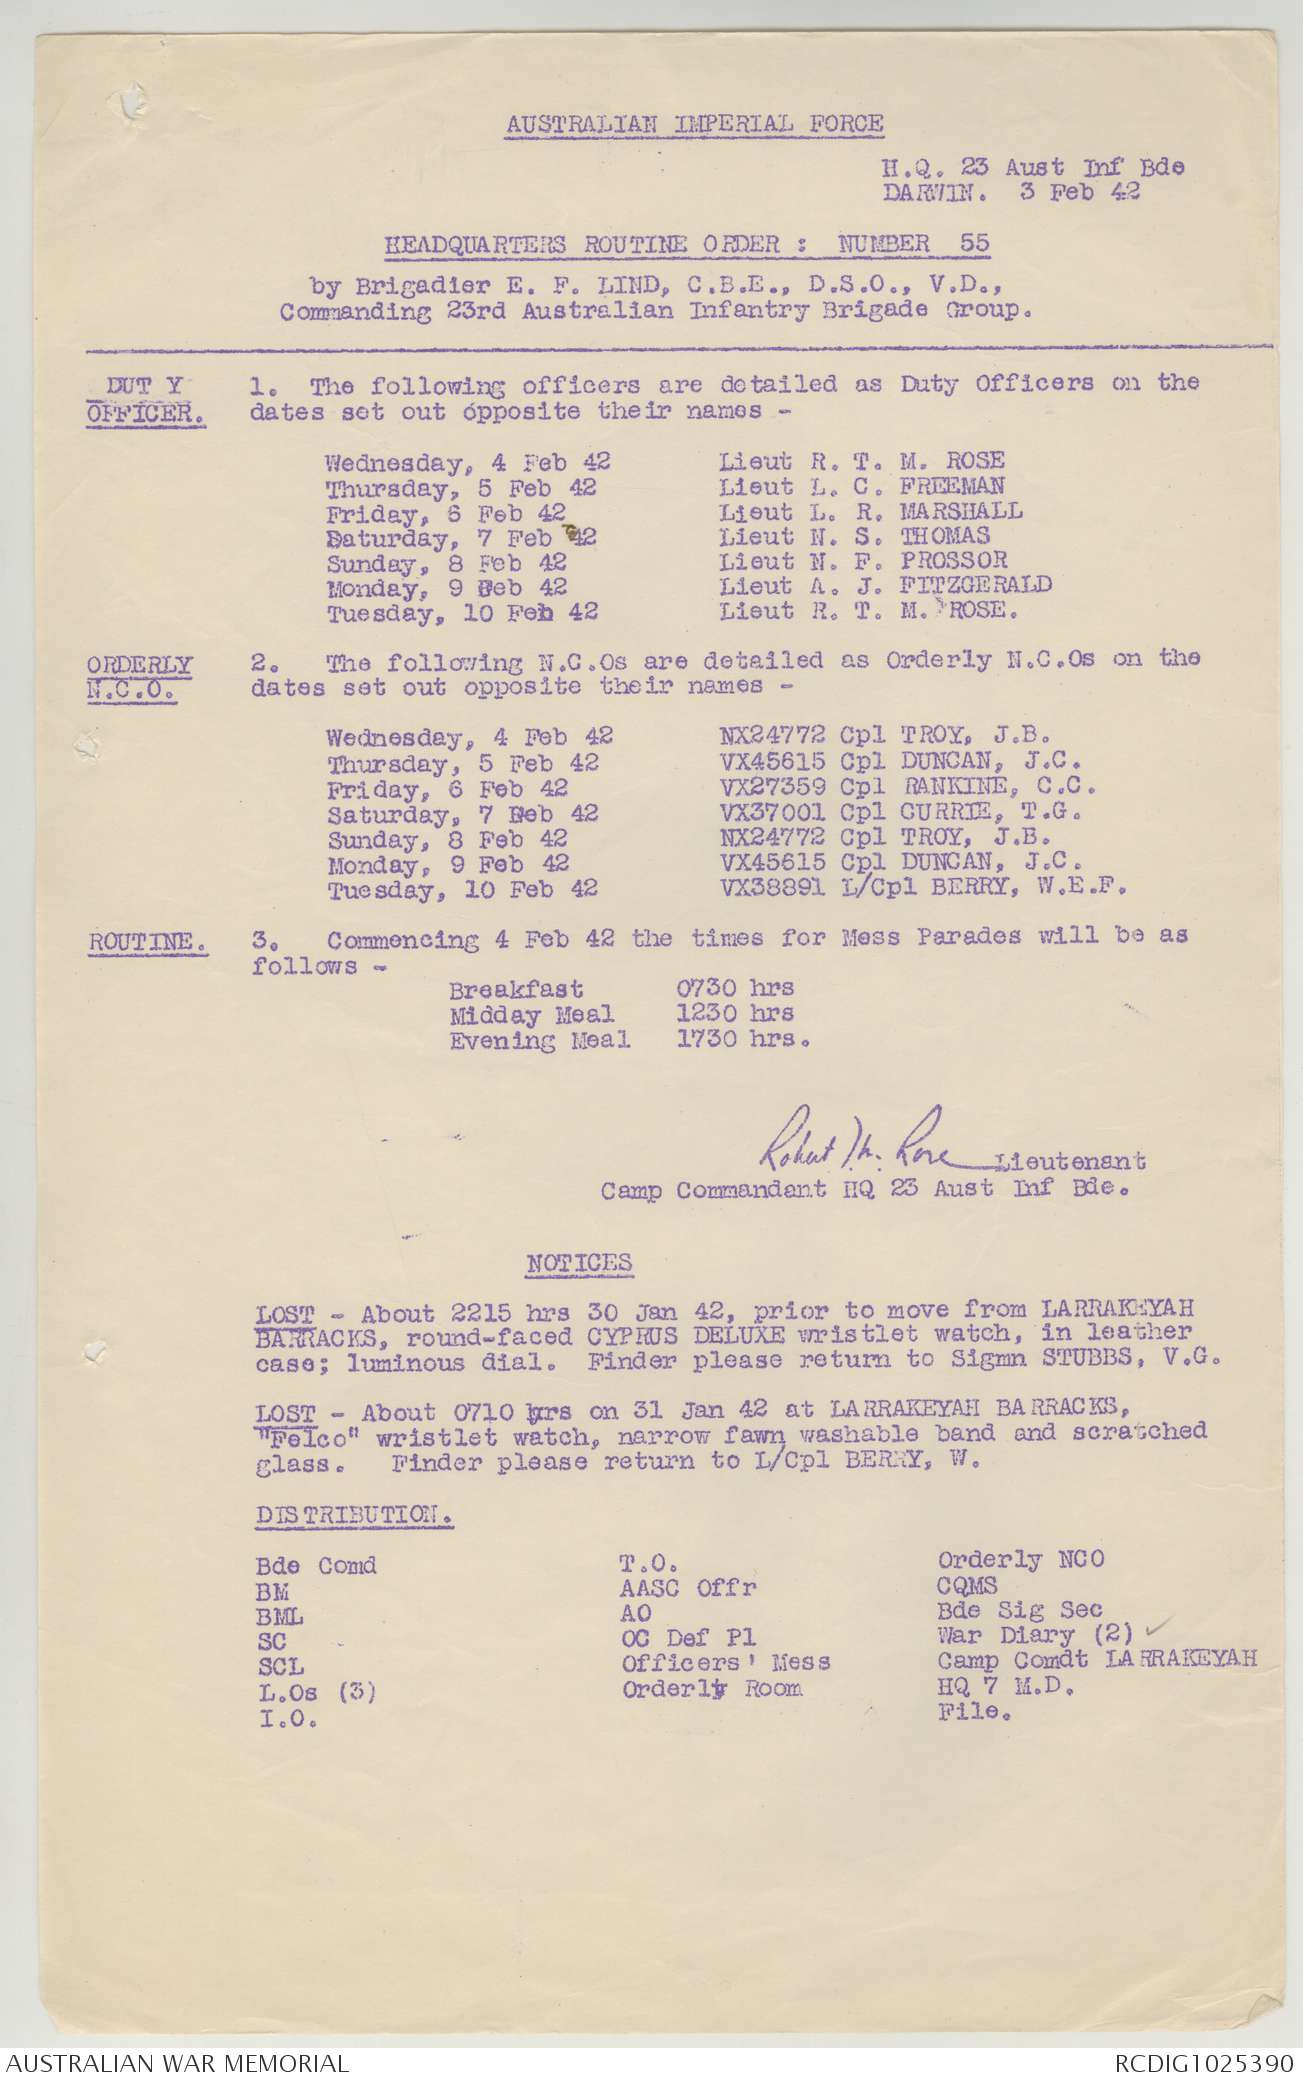 AUSTRALIAN IMPERIAL FORCE
H.Q. 23 Aust Inf Bde
DARWIN. 3 Feb 42
HEADQUARTERS ROUTINE ORDER : NUMBER 55
by Brigadier E. F. LIND, C.B.E., D.S.O., V.D.,
Commanding 23rd Australian Infantry Brigade Group.
DUTY OFFICER. 1. The following officers are detailed as Duty Officers on the
dates set out opposite their names -
Wednesday, 4 Feb 42 Lieut R. T. M. ROSE
Thursday, 5 Feb 42 Lieut L. C. FREEMAN
Friday, 6 Feb 42 Lieut L. R. MARSHALL
Saturday, 7 Feb 42 Lieut N. S. THOMAS
Sunday, 8 Feb 42 Lieut N. F. PROSSOR
Monday, 9 Feb 42 Lieut A. J. FITZGERALD
Tuesday, 10 Feb 42 Lieut R. T. M. ROSE.
ORDERLY N.C.O. 2. The following N.C.Os are detailed as Orderly N.C.Os on the
dates set out opposite their names -
Wednesday, 4 Feb 42 NX24772 Cpl TROY, J.B.
Thursday, 5 Feb 42 VX45615 Cpl DUNCAN, J.C.
Friday, 6 Feb 42 VX27359 Cpl RANKINE, C.C.
Saturday, 7 Feb 42 VX37001 Cpl CURRIE, T.G.
Sunday, 8 Feb 42 NX24772 Cpl TROY, J.B.
Monday, 9 Feb 42 VX45615 Cpl DUNCAN, J.C.
Tuesday, 10 Feb 42 VX38891 L/Cpl BERRY, W.E.F.
ROUTINE. 3. Commencing 4 Feb 42 the times for Mess Parades will be as
follows -
Breakfast 0730 hrs
Midday Meal 1230 hrs
Evening Meal 1730 hrs.
Robert T.M. Rose Lieutenant
Camp Commandant HQ 23 Aust Inf Bde.
NOTICES
LOST - About 2215 hrs 30 Jan 42, prior to move from LARRAKEYAH
BARRACKS, round-faced CYPRUS DELUXE wristlet watch, in leather
case; luminous dial. Finder please return to Sigmn STUBBS, V.G.
LOST - About 0710 hrs on 31 Jan 42 at LARRAKEYAH BARRACKS,
"Felco" wristlet watch, narrow fawn washable band and scratched
glass. Finder please return to L/Cpl BERRY, W.
DISTRIBUTION.
Bde Comd T.O. Orderly NCO
BM AASC Offr CQMS
BML AO Bde Sig Sec
SC OC Def Pl War Diary (2)
SCL Officers' Mess Camp Comdt LARRAKEYAH
L.Os (3) Orderly Room HQ 7 M.D.
I.O. File.
AUSTRALIAN WAR MEMORIAL RCDIG1025390